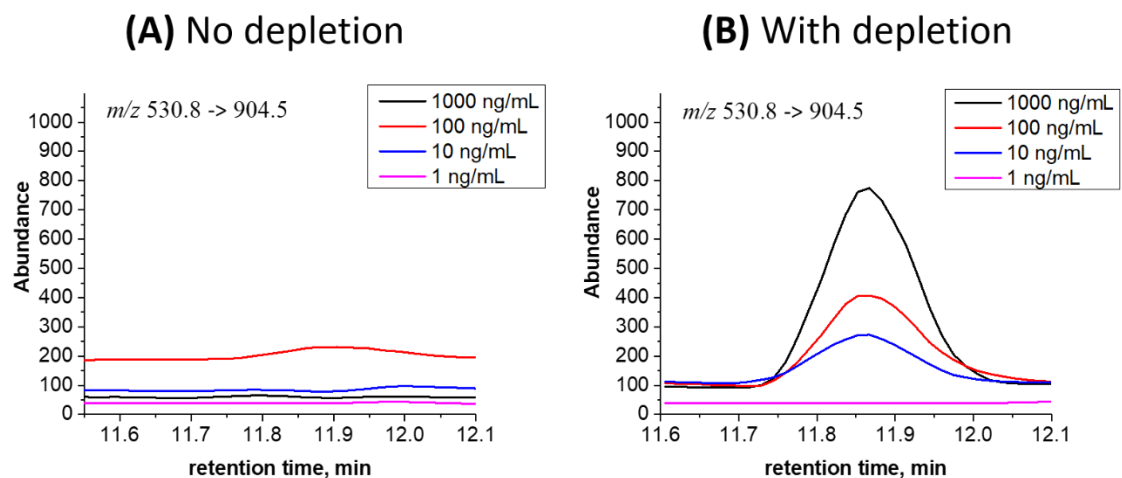 (A) No depletion
m/z 530.8 -> 904.5
1000 ng/mL
100 ng/mL
10 ng/mL
1 ng/mL
Abundance
1000
900
800
700
600
500
400
300
200
100
0
11.6 11.7 11.8 11.9 12.0 12.1
retention time, min
(B) With depletion
m/z 530.8 -> 904.5
1000 ng/mL
100 ng/mL
10 ng/mL
1 ng/mL
Abundance
1000
900
800
700
600
500
400
300
200
100
0
11.6 11.7 11.8 11.9 12.0 12.1
retention time, min